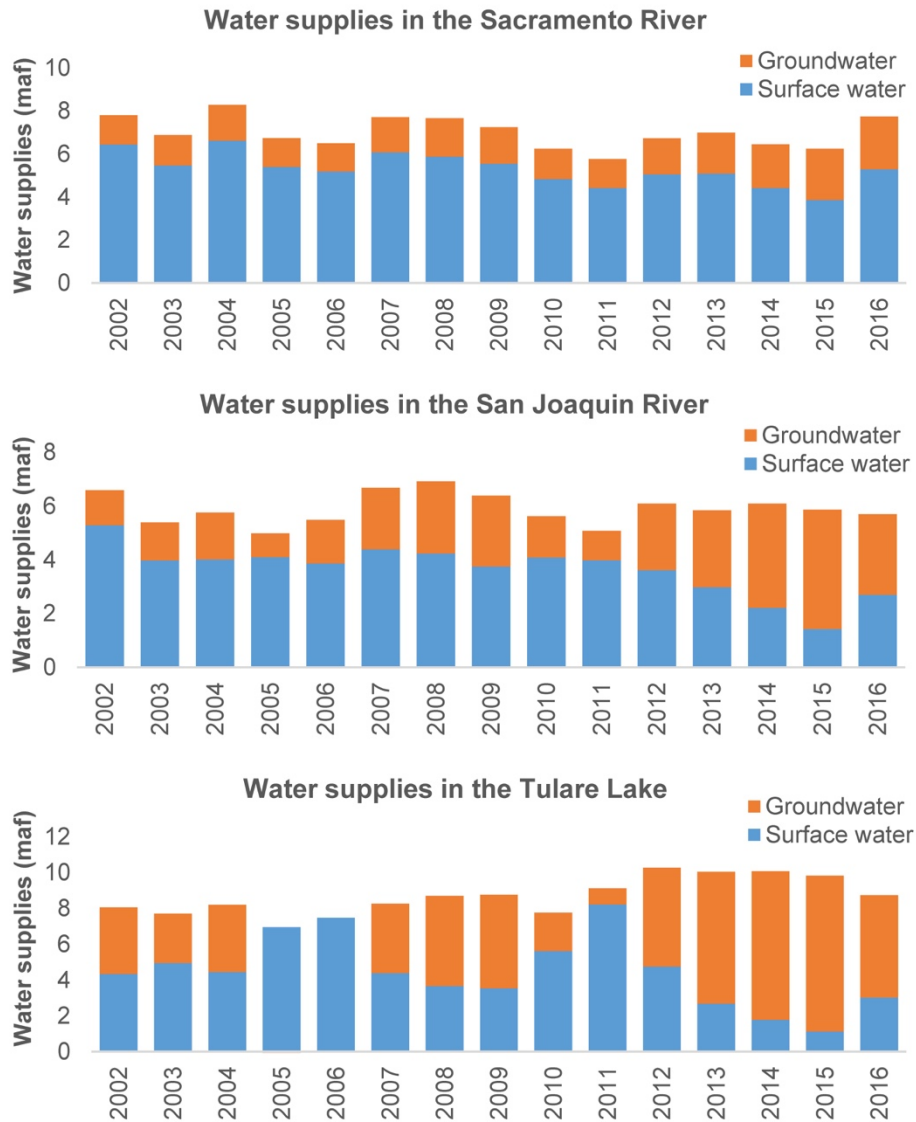 Water supplies in the Sacramento River
Groundwater
Surface water
Water supplies (maf)
10
8
6
4
2
0
2002 2003 2004 2005 2006 2007 2008 2009 2010 2011 2012 2013 2014 2015 2016
Water supplies in the San Joaquin River
Groundwater
Surface water
Water supplies (maf)
8
6
4
2
0
2002 2003 2004 2005 2006 2007 2008 2009 2010 2011 2012 2013 2014 2015 2016
Water supplies in the Tulare Lake
Groundwater
Surface water
Water supplies (maf)
12
10
8
6
4
2
0
2002 2003 2004 2005 2006 2007 2008 2009 2010 2011 2012 2013 2014 2015 2016